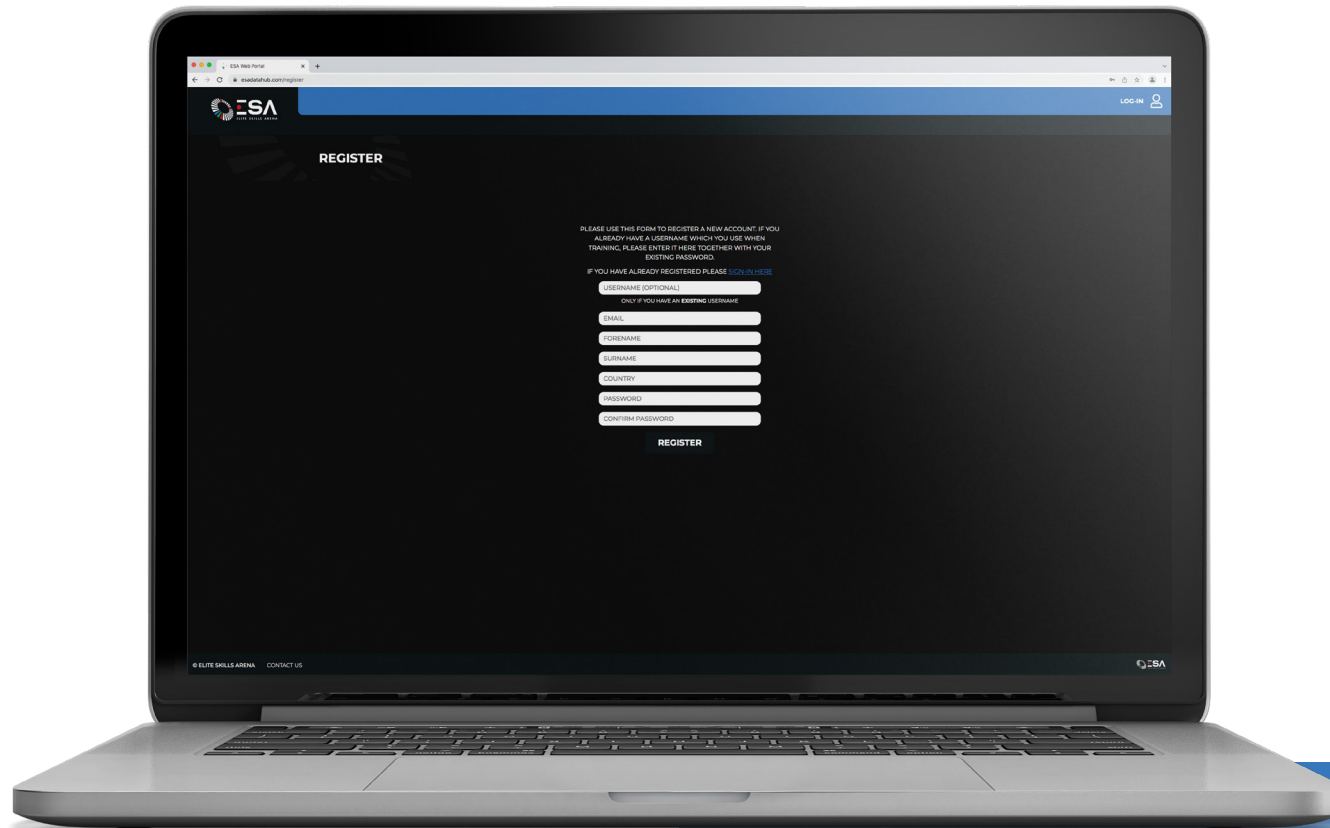 ESA Web Portal
esadatahub.com/register
ESA
ELITE SKILLS ARENA
LOG-IN
REGISTER
PLEASE USE THIS FORM TO REGISTER A NEW ACCOUNT. IF YOU
ALREADY HAVE A USERNAME WHICH YOU USE WHEN
TRAINING, PLEASE ENTER IT HERE TOGETHER WITH YOUR
EXISTING PASSWORD.
IF YOU HAVE ALREADY REGISTERED PLEASE SIGN-IN HERE
USERNAME (OPTIONAL)
ONLY IF YOU HAVE AN EXISTING USERNAME
EMAIL
FORENAME
SURNAME
COUNTRY
PASSWORD
CONFIRM PASSWORD
REGISTER
© ELITE SKILLS ARENA CONTACT US
ESA